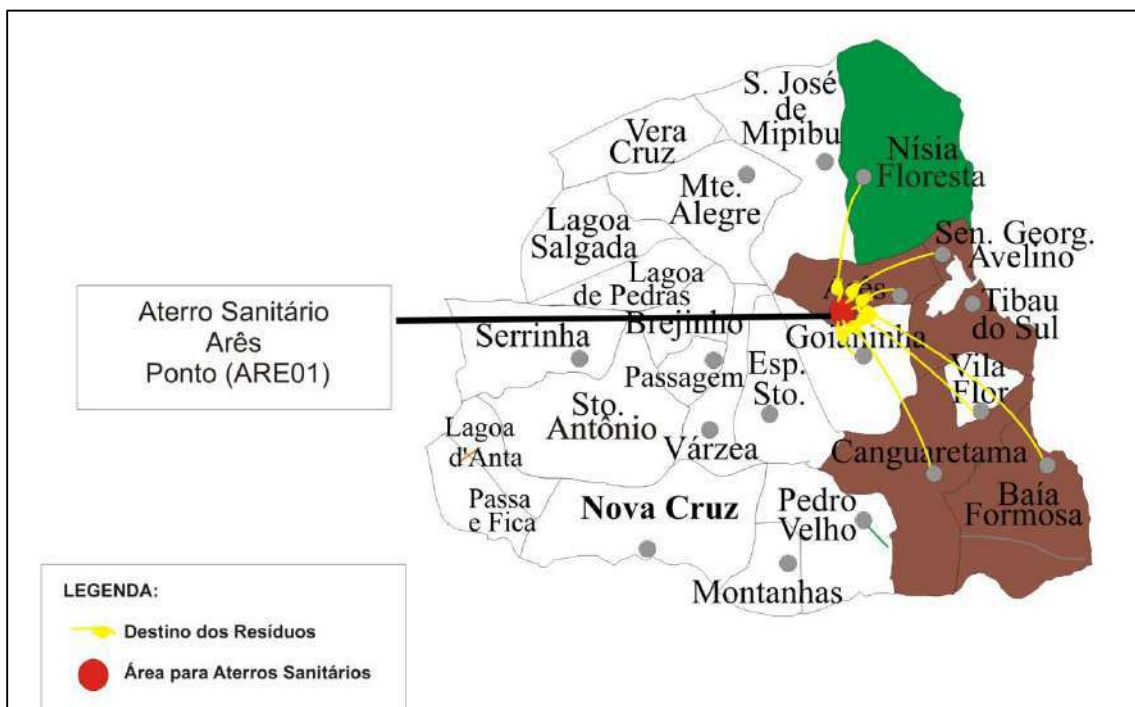 S. José
de
Mipibu
Vera
Cruz
Nísia
Floresta
Mte.
Alegre
Lagoa
Salgada
Sen. Georg.
Avelino
Lagoa
de Pedras
Arês
Tibau
do Sul
Aterro Sanitário
Arês
Ponto (ARE01)
Serrinha
Brejinho
Goianinha
Passagem
Esp.
Sto.
Vila
Flor
Sto.
Antônio
Lagoa
d'Anta
Várzea
Canguaretama
Passa
e Fica
Nova Cruz
Pedro
Velho
Baía
Formosa
Montanhas
LEGENDA:
Destino dos Resíduos
Área para Aterros Sanitários